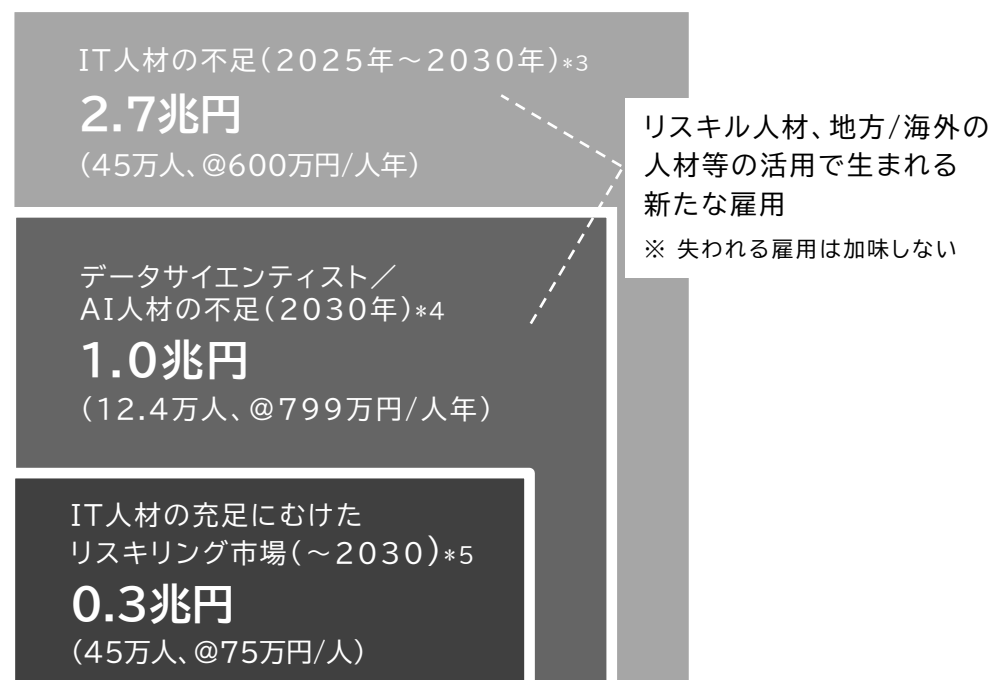 IT人材の不足(2025年～2030年)*3
2.7兆円
(45万人、@600万円/人年)
リスキル人材、地方/海外の
人材等の活用で生まれる
新たな雇用
※ 失われる雇用は加味しない
データサイエンティスト／
AI人材の不足(2030年)*4
1.0兆円
(12.4万人、@799万円/人年)
IT人材の充足にむけた
リスキリング市場(～2030)*5
0.3兆円
(45万人、@75万円/人)